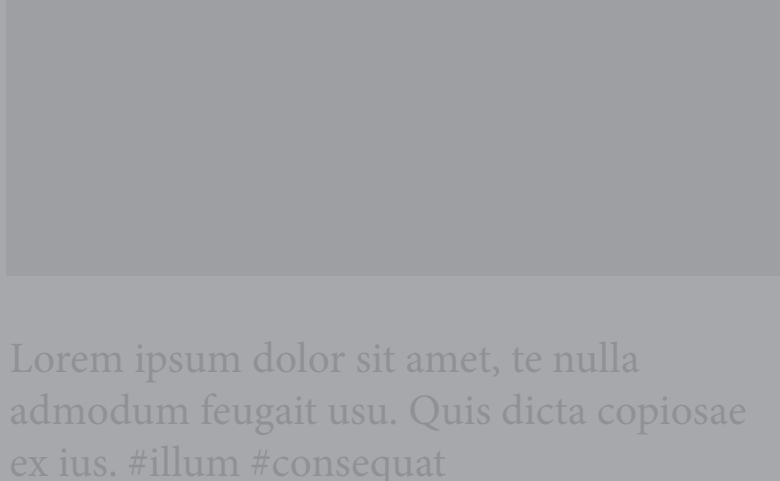 Lorem ipsum dolor sit amet, te nulla
admodum feugait usu. Quis dicta copiosae
ex ius. #illum #consequat